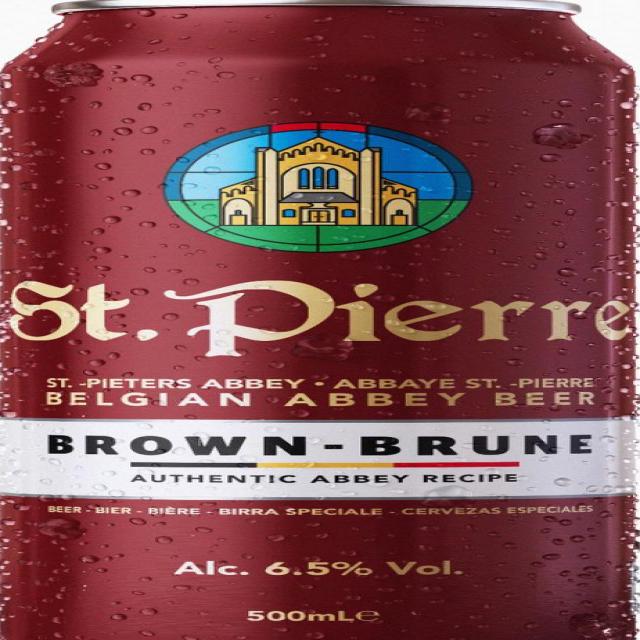 St. Pierre
ST. -PIETERS ABBEY • ABBAYE ST. -PIERRE
BELGIAN ABBEY BEER
BROWN-BRUNE
AUTHENTIC ABBEY RECIPE
BEER - BIER - BIÈRE - BIRRA SPECIALE - CERVEZAS ESPECIALES
Alc. 6.5% Vol.
500mLe